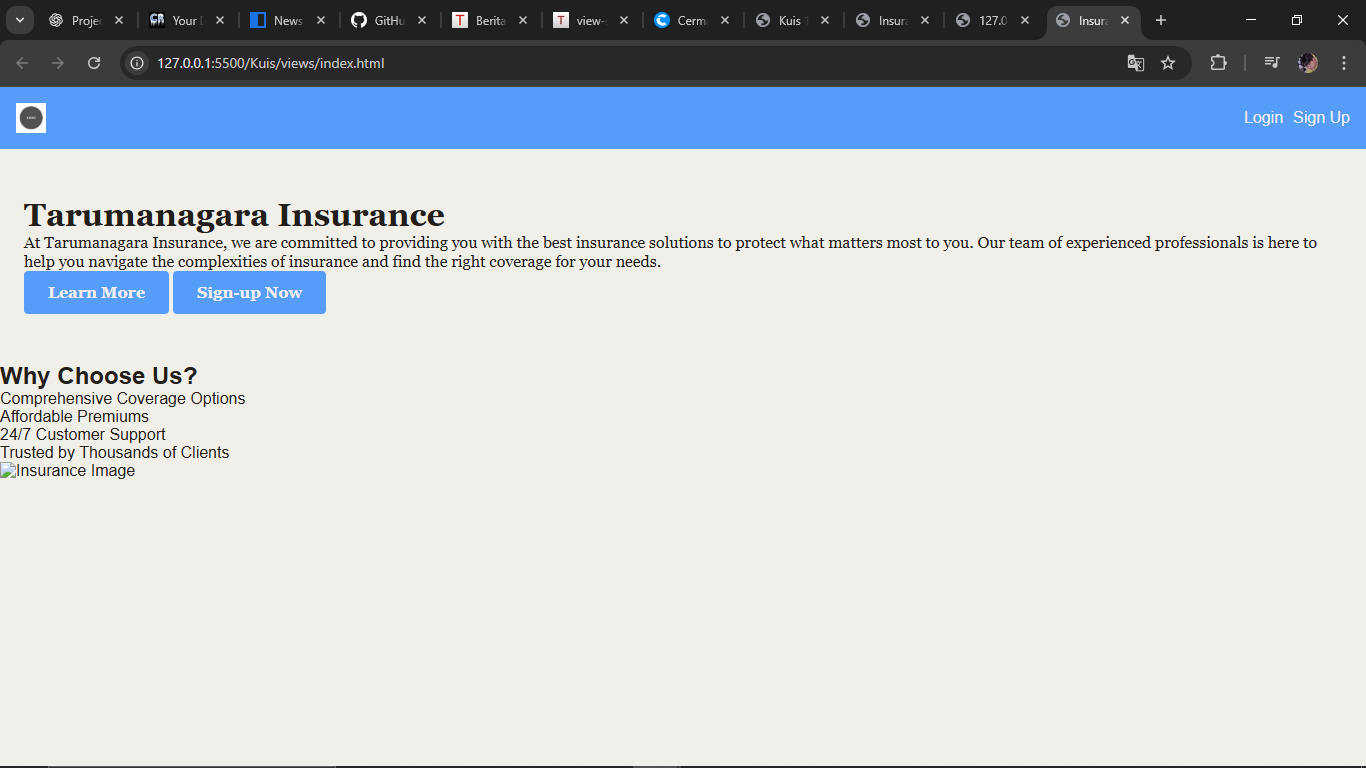 Projec
Your D
News
GitHu
Berita
view-s
Cerma
Kuis 1
Insura
127.0
Insura
127.0.0.1:5500/Kuis/views/index.html
Login Sign Up
Tarumanagara Insurance
At Tarumanagara Insurance, we are committed to providing you with the best insurance solutions to protect what matters most to you. Our team of experienced professionals is here to
help you navigate the complexities of insurance and find the right coverage for your needs.
Learn More Sign-up Now
Why Choose Us?
Comprehensive Coverage Options
Affordable Premiums
24/7 Customer Support
Trusted by Thousands of Clients
Insurance Image